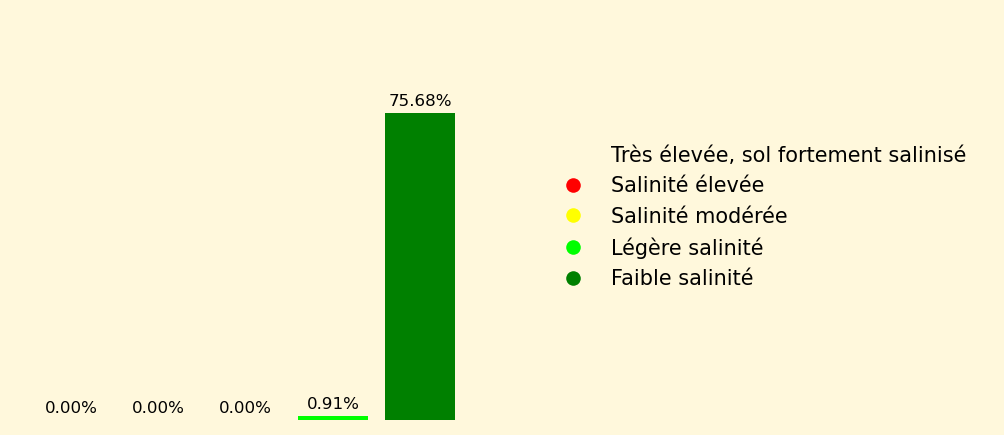 75.68%
0.00%
0.00%
0.00%
0.91%
Très élevée, sol fortement salinisé
Salinité élevée
Salinité modérée
Légère salinité
Faible salinité